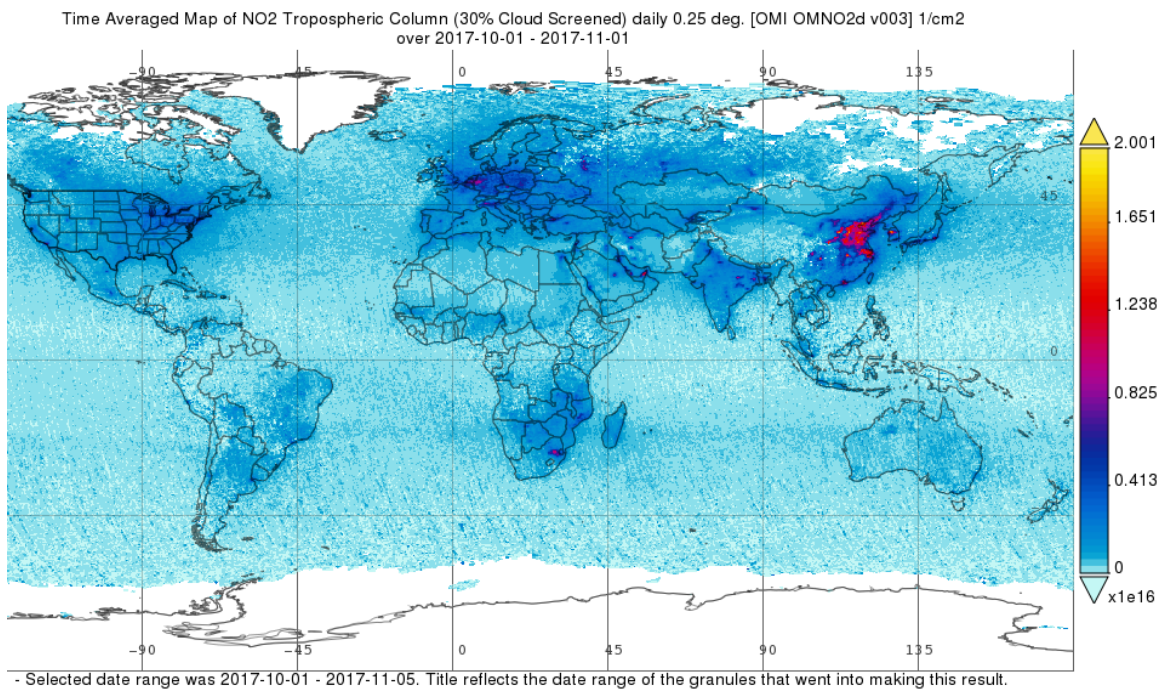 Time Averaged Map of NO2 Tropospheric Column (30% Cloud Screened) daily 0.25 deg. [OMI OMNO2d v003] 1/cm2
over 2017-10-01 - 2017-11-01
-90 -45 0 45 90 135
2.001
45
1.651
1.238
0
0.825
0.413
0
x1e16
-90 -45 0 45 90 135
- Selected date range was 2017-10-01 - 2017-11-05. Title reflects the date range of the granules that went into making this result.